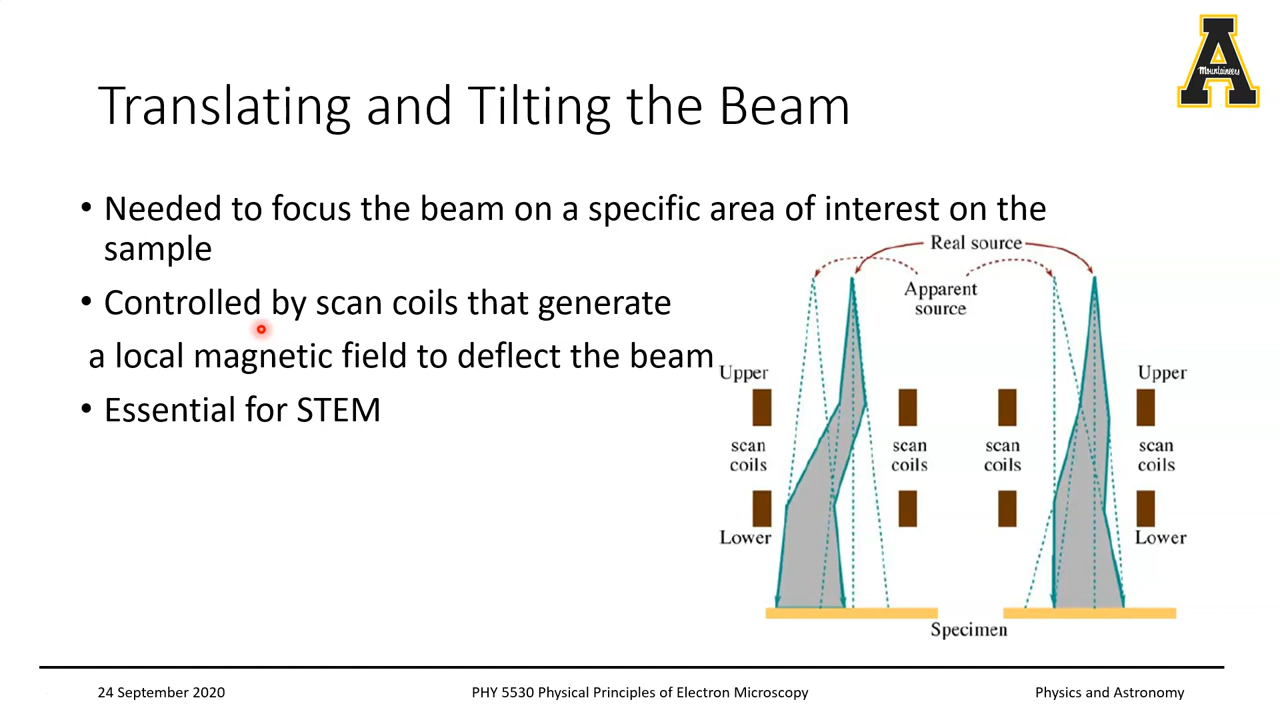 Mountaineers
Translating and Tilting the Beam
• Needed to focus the beam on a specific area of interest on the
sample
• Controlled by scan coils that generate
a local magnetic field to deflect the beam
• Essential for STEM
Real source
Apparent
source
Upper
Upper
scan
coils
scan
coils
scan
coils
scan
coils
Lower
Lower
Specimen
24 September 2020
PHY 5530 Physical Principles of Electron Microscopy
Physics and Astronomy